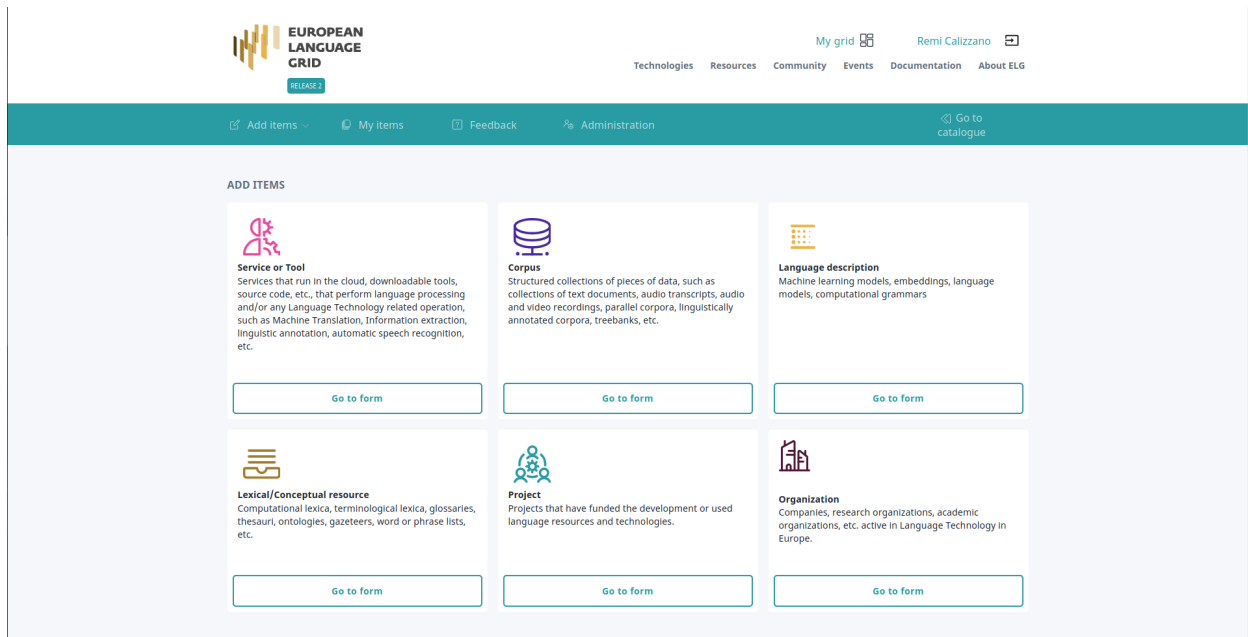 EUROPEAN
LANGUAGE
GRID
RELEASE 2
My grid
Remi Calizzano
Technologies Resources Community Events Documentation About ELG
Add items
My items
Feedback
Administration
Go to
catalogue
ADD ITEMS
Service or Tool
Services that run in the cloud, downloadable tools,
source code, etc., that perform language processing
and/or any Language Technology related operation,
such as Machine Translation, Information extraction,
linguistic annotation, automatic speech recognition,
etc.
Go to form
Corpus
Structured collections of pieces of data, such as
collections of text documents, audio transcripts, audio
and video recordings, parallel corpora, linguistically
annotated corpora, treebanks, etc.
Go to form
Language description
Machine learning models, embeddings, language
models, computational grammars
Go to form
Lexical/Conceptual resource
Computational lexica, terminological lexica, glossaries,
thesauri, ontologies, gazeteers, word or phrase lists,
etc.
Go to form
Project
Projects that have funded the development or used
language resources and technologies.
Go to form
Organization
Companies, research organizations, academic
organizations, etc. active in Language Technology in
Europe.
Go to form